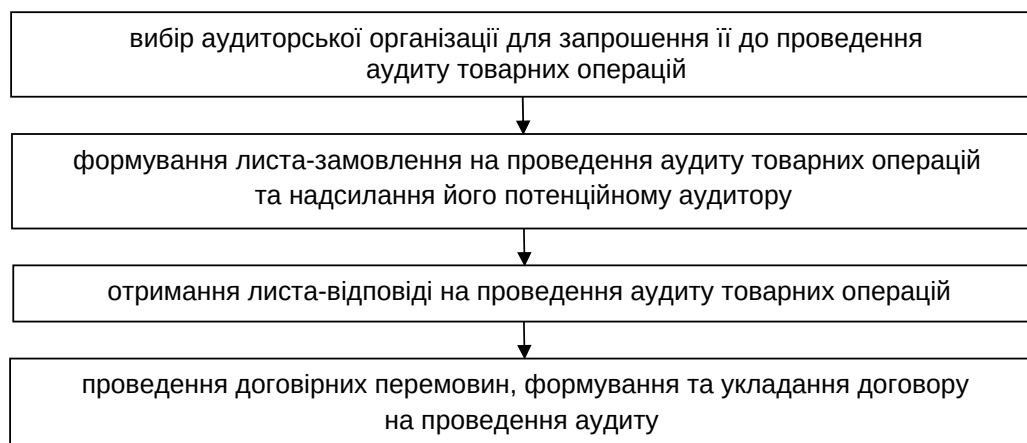 вибір аудиторської організації для запрошення її до проведення
аудиту товарних операцій
формування листа-замовлення на проведення аудиту товарних операцій
та надсилання його потенційному аудитору
отримання листа-відповіді на проведення аудиту товарних операцій
проведення договірних перемовин, формування та укладання договору
на проведення аудиту